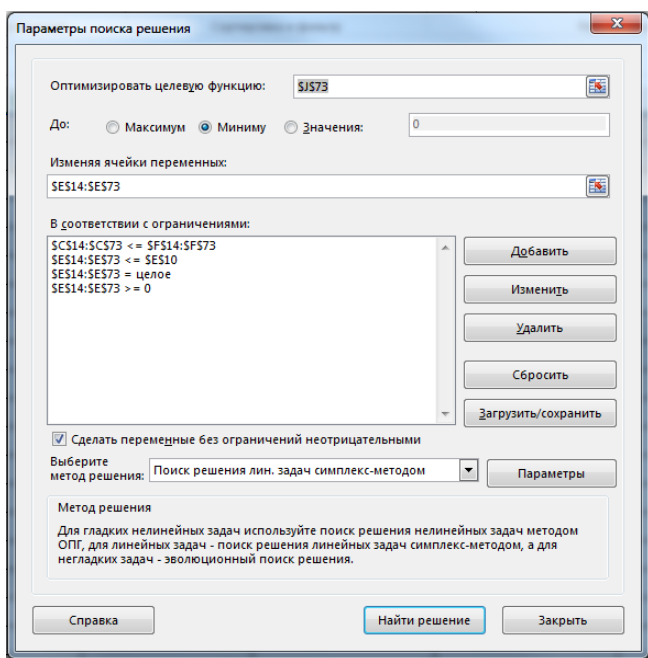 Параметры поиска решения
Оптимизировать целевую функцию: $J$73
До: Максимум Миниму Значения: 0
Изменяя ячейки переменных:
$E$14:$E$73
В соответствии с ограничениями:
$C$14:$C$73 <= $F$14:$F$73
$E$14:$E$73 <= $E$10
$E$14:$E$73 = целое
$E$14:$E$73 >= 0
Добавить
Изменить
Удалить
Сбросить
Загрузить/сохранить
Сделать переменные без ограничений неотрицательными
Выберите
метод решения: Поиск решения лин. задач симплекс-методом Параметры
Метод решения
Для гладких нелинейных задач используйте поиск решения нелинейных задач методом
ОПГ, для линейных задач - поиск решения линейных задач симплекс-методом, а для
негладких задач - эволюционный поиск решения.
Справка Найти решение Закрыть